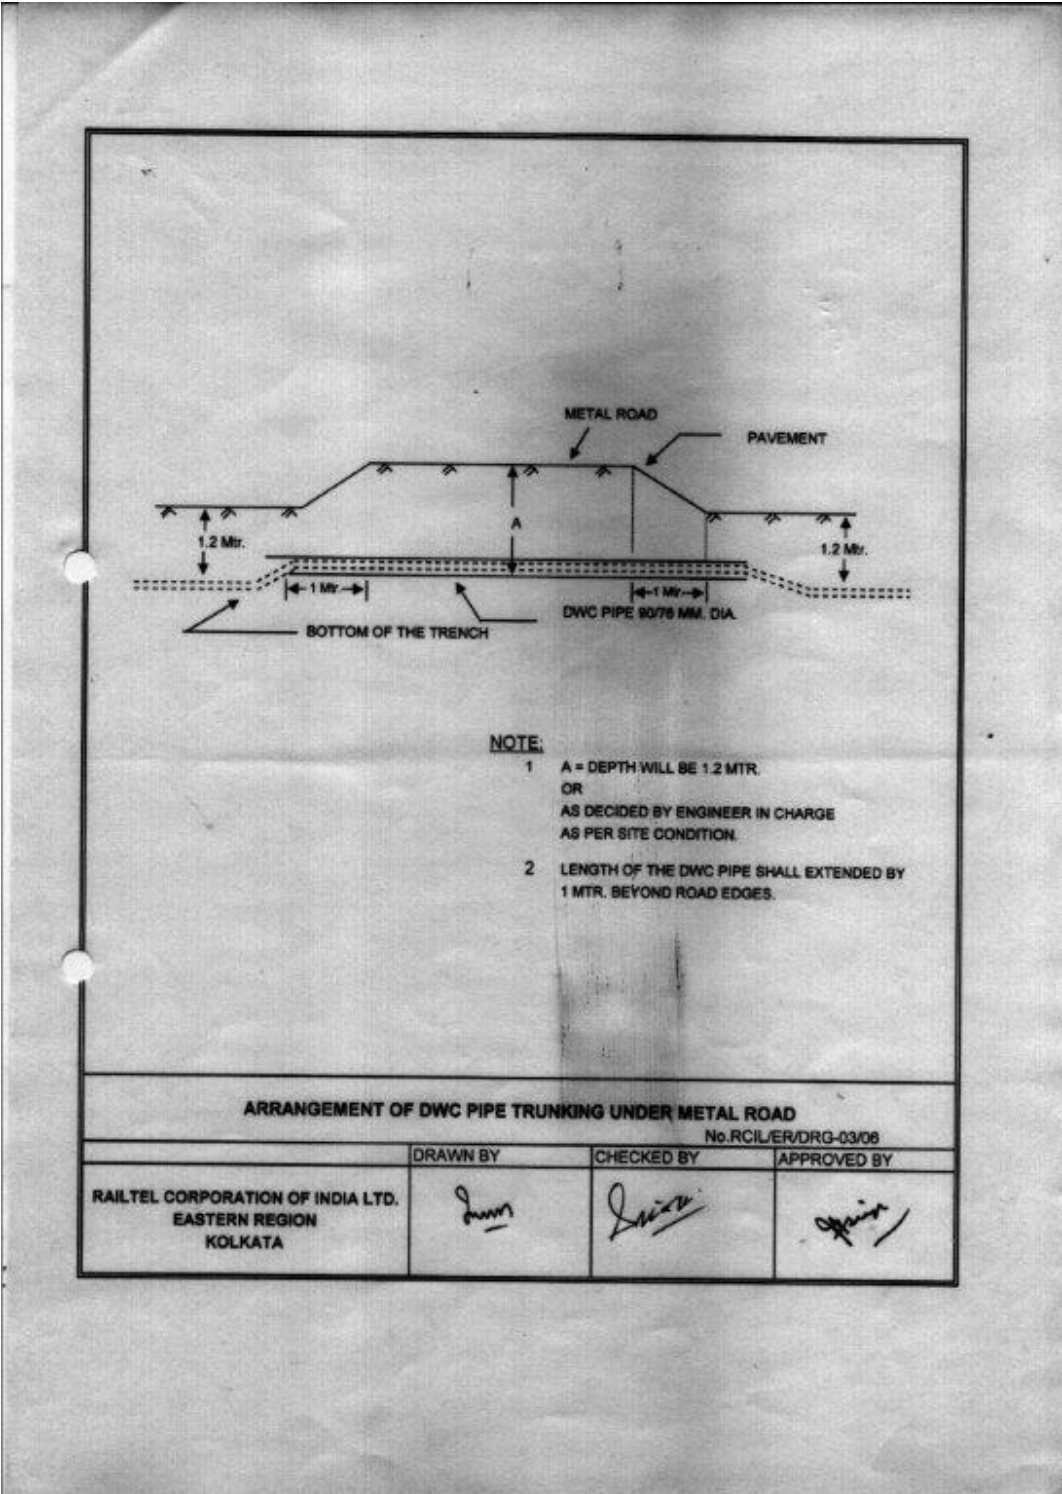 METAL ROAD
PAVEMENT
A
1.2 Mtr.
1.2 Mtr.
1 Mtr.
1 Mtr.
DWC PIPE 90/76 MM. DIA.
BOTTOM OF THE TRENCH
NOTE:
1 A = DEPTH WILL BE 1.2 MTR.
OR
AS DECIDED BY ENGINEER IN CHARGE
AS PER SITE CONDITION.
2 LENGTH OF THE DWC PIPE SHALL EXTENDED BY
1 MTR. BEYOND ROAD EDGES.
ARRANGEMENT OF DWC PIPE TRUNKING UNDER METAL ROAD
No.RCIL/ER/DRG-03/06
DRAWN BY CHECKED BY APPROVED BY
RAILTEL CORPORATION OF INDIA LTD.
EASTERN REGION
KOLKATA